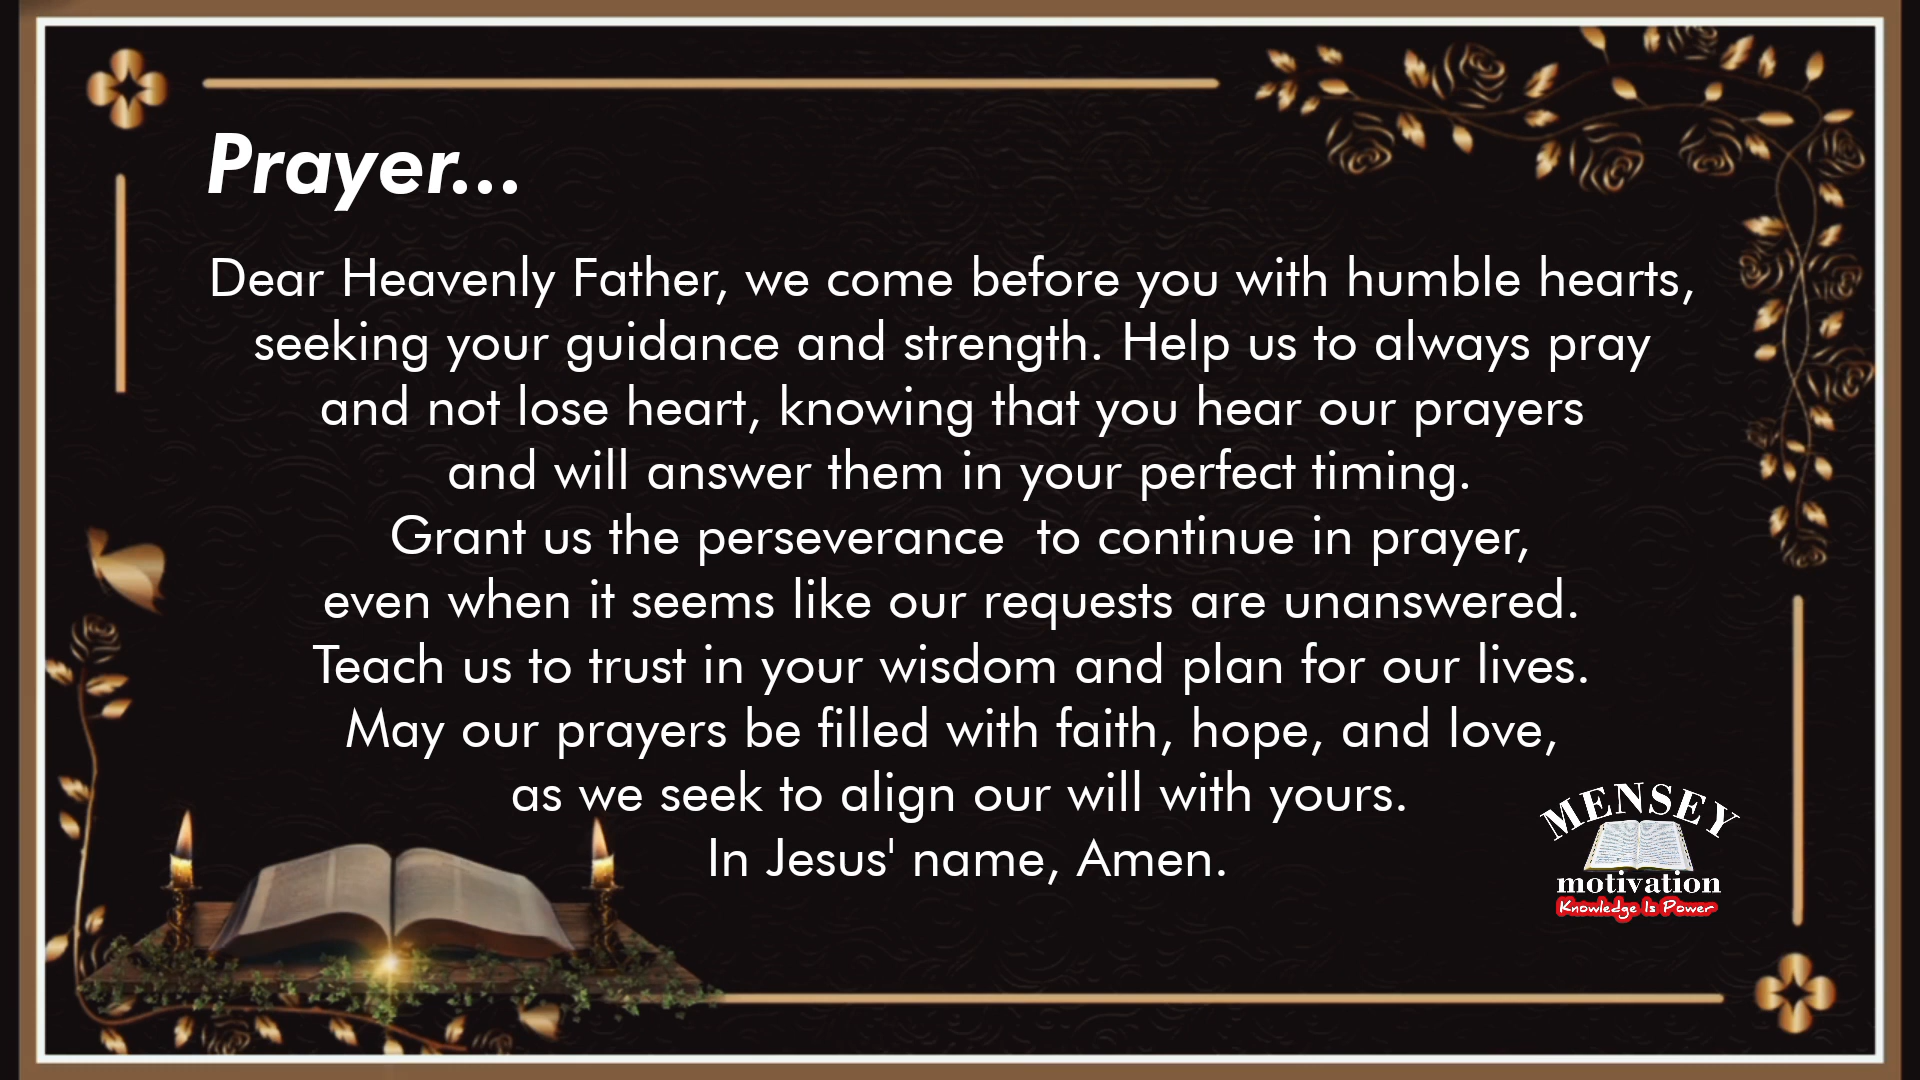 Prayer...
Dear Heavenly Father, we come before you with humble hearts,
seeking your guidance and strength. Help us to always pray
and not lose heart, knowing that you hear our prayers
and will answer them in your perfect timing.
Grant us the perseverance  to continue in prayer,
even when it seems like our requests are unanswered.
Teach us to trust in your wisdom and plan for our lives.
May our prayers be filled with faith, hope, and love,
as we seek to align our will with yours.
In Jesus' name, Amen.
MENSEY
motivation
Knowledge Is Power